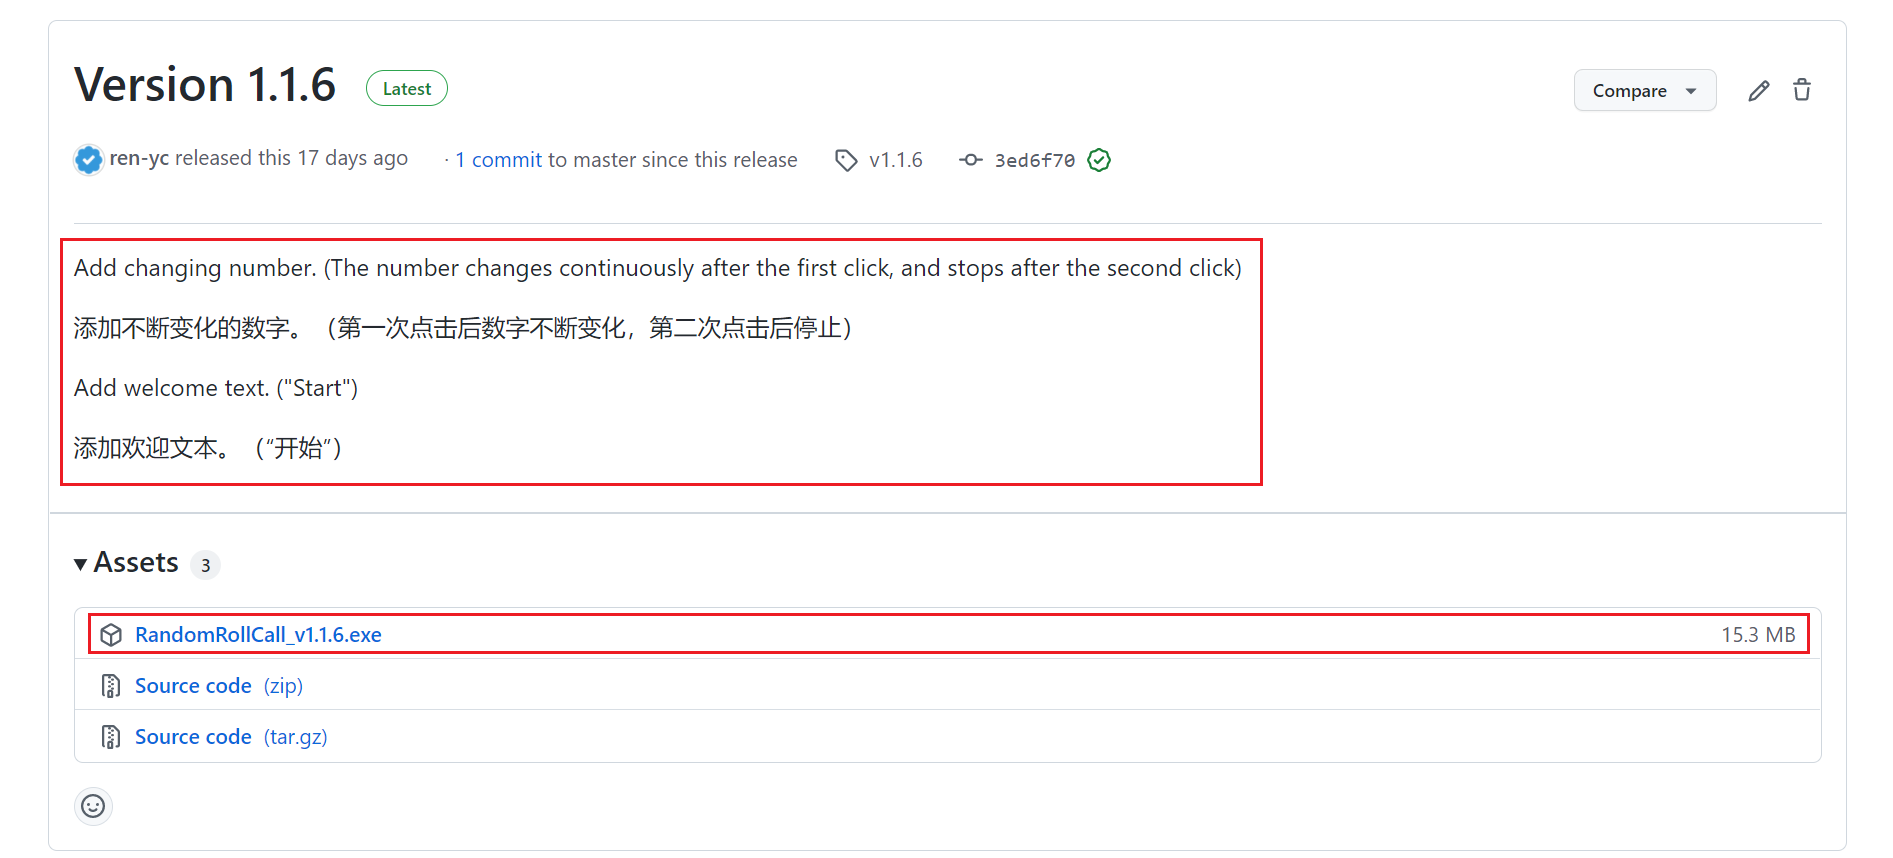 Version 1.1.6 Latest
Compare
ren-yc released this 17 days ago · 1 commit to master since this release v1.1.6 3ed6f70
Add changing number. (The number changes continuously after the first click, and stops after the second click)
添加不断变化的数字。（第一次点击后数字不断变化，第二次点击后停止）
Add welcome text. ("Start")
添加欢迎文本。（“开始”）
Assets 3
RandomRollCall_v1.1.6.exe 15.3 MB
Source code (zip)
Source code (tar.gz)